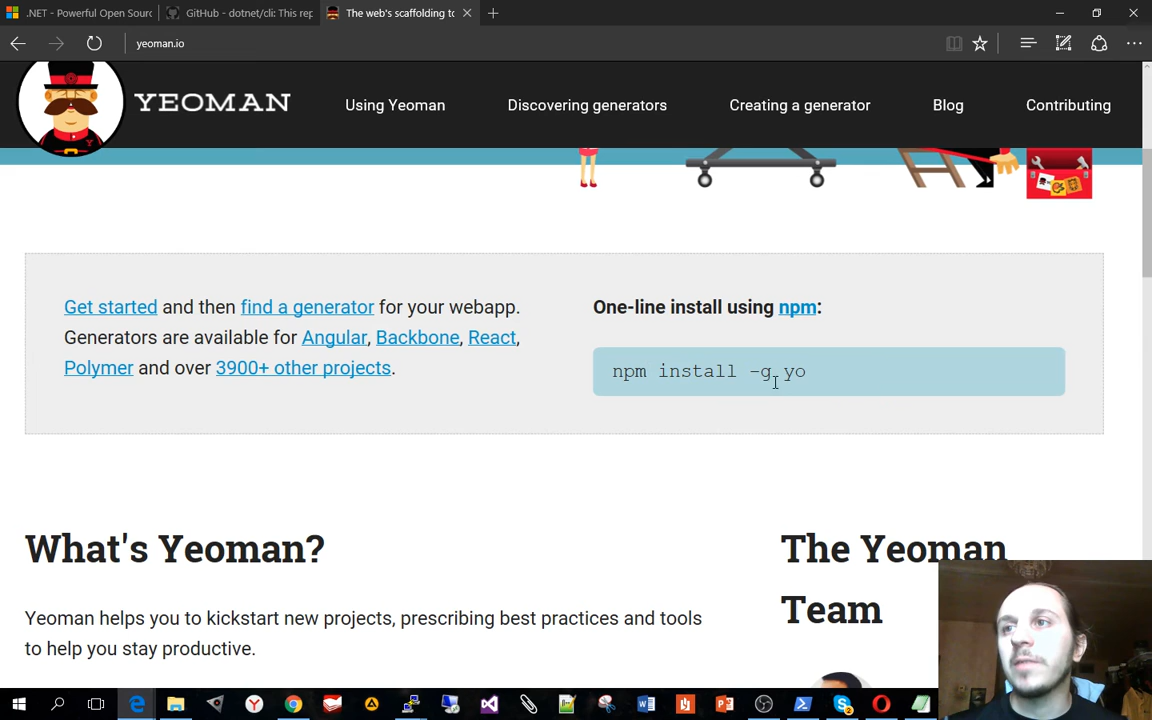 .NET - Powerful Open Sourc
GitHub - dotnet/cli: This rep
The web's scaffolding to
yeoman.io
YEOMAN
Using Yeoman
Discovering generators
Creating a generator
Blog
Contributing
Get started and then find a generator for your webapp.
Generators are available for Angular, Backbone, React,
Polymer and over 3900+ other projects.
One-line install using npm:
npm install -g yo
What's Yeoman?
Yeoman helps you to kickstart new projects, prescribing best practices and tools
to help you stay productive.
The Yeoman
Team